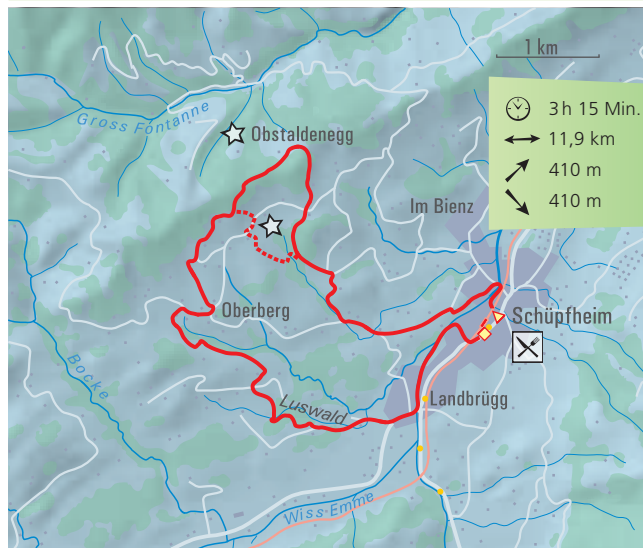 1 km
3 h 15 Min.
11,9 km
410 m
410 m
Gross Fontanne
Obstaldenegg
Im Bienz
Oberberg
Schüpfheim
Bocke
Luswald
Landbrügg
Wiss Emme